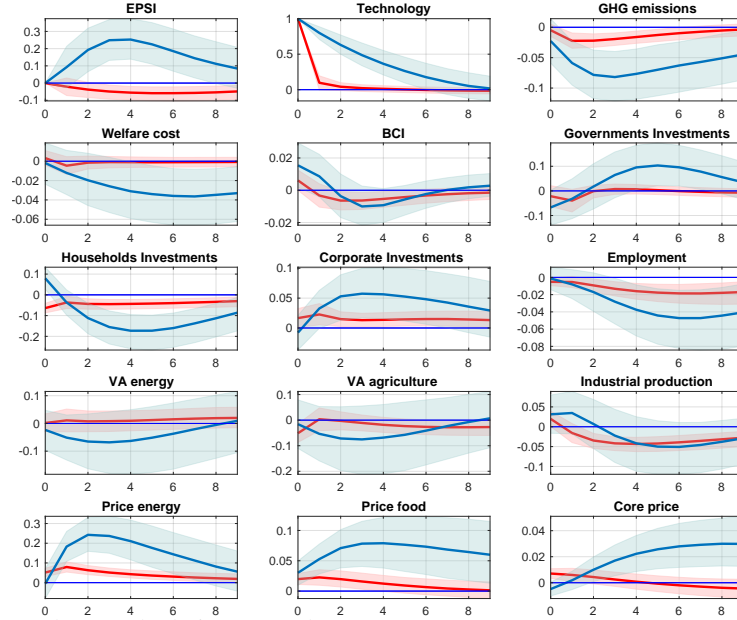 EPSI Technology GHG emissions
0.3 1 0
0.2
0.1 0.5 -0.05
0
-0.1 0 -0.1
0 2 4 6 8 0 2 4 6 8 0 2 4 6 8
Welfare cost BCI Governments Investments
0 0.02 0.1
-0.02 0
-0.04 0
-0.06 -0.02 -0.1
0 2 4 6 8 0 2 4 6 8 0 2 4 6 8
Households Investments Corporate Investments Employment
0.1 0.1 0
0 -0.02
-0.1 0.05 -0.04
-0.2 0 -0.06
-0.08
0 2 4 6 8 0 2 4 6 8 0 2 4 6 8
VA energy VA agriculture Industrial production
0.1 0.1 0.05
0 0 0
-0.1 -0.1 -0.05
-0.2 -0.1
0 2 4 6 8 0 2 4 6 8 0 2 4 6 8
Price energy Price food Core price
0.3 0.1 0.04
0.2
0.1 0.05 0.02
0 0 0
0 2 4 6 8 0 2 4 6 8 0 2 4 6 8